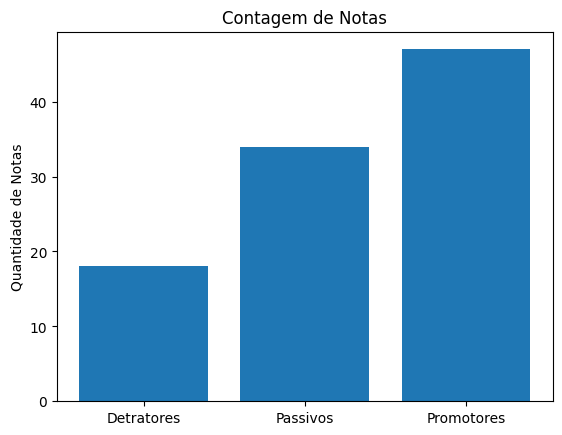 Contagem de Notas
Quantidade de Notas
40
30
20
10
0
Detratores
Passivos
Promotores